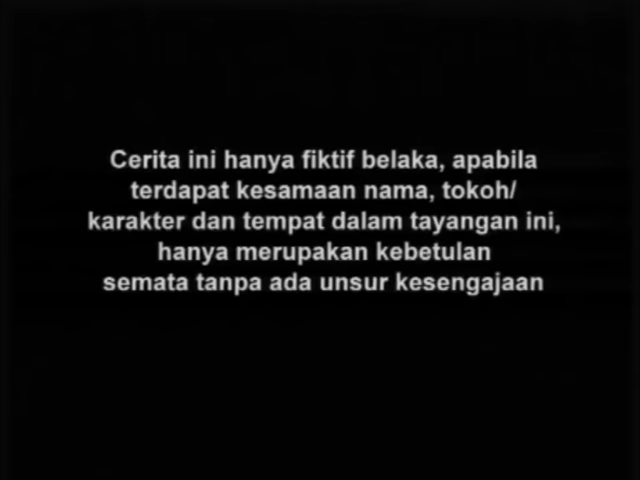 Cerita ini hanya fiktif belaka, apabila
terdapat kesamaan nama, tokoh/
karakter dan tempat dalam tayangan ini,
hanya merupakan kebetulan
semata tanpa ada unsur kesengajaan